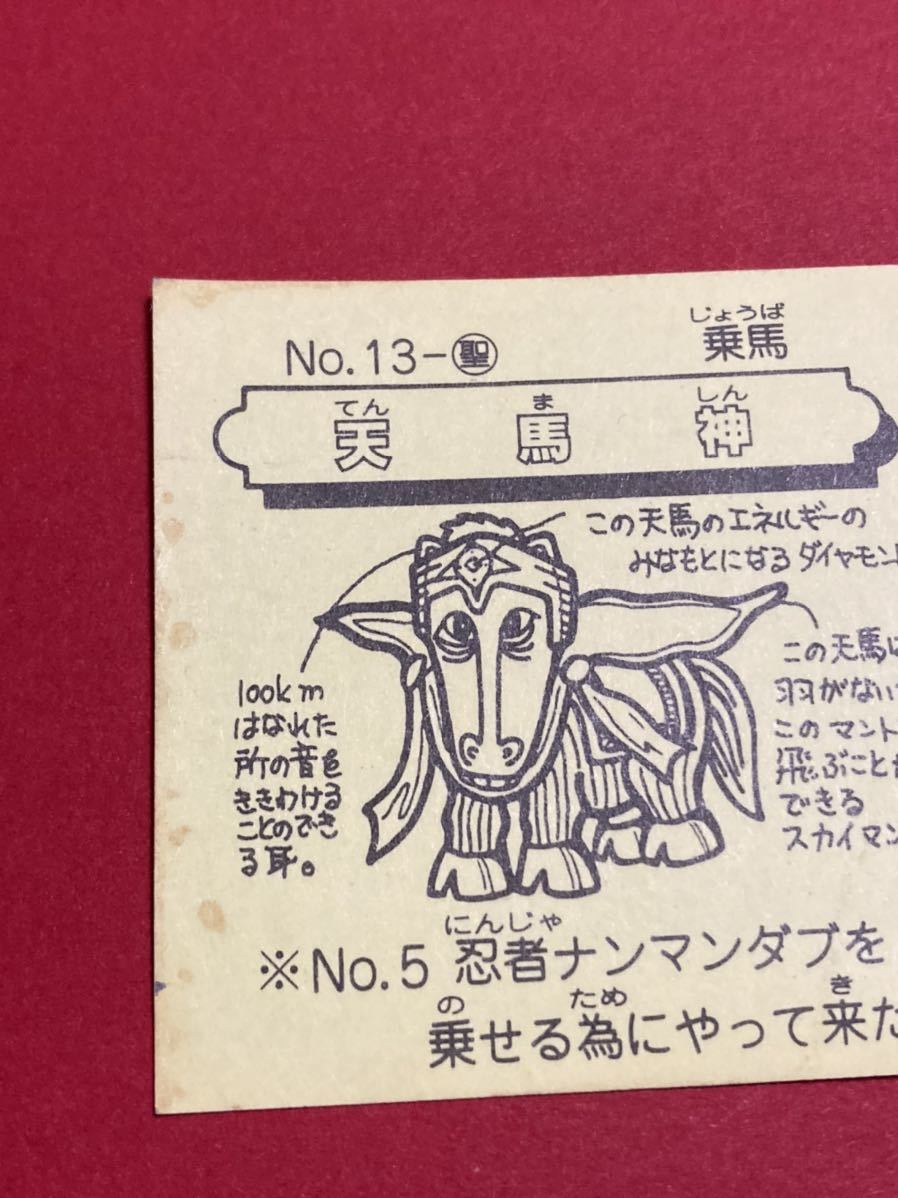 No.13-㊣聖
じょうば
乗馬
てん ま しん
天馬神
この天馬のエネルギーの
みなもとになるダイヤモン
100km
はなれた
所の音を
ききわける
ことのでき
る耳。
この天馬に
羽がない
このマント
飛ぶこと
できる
スカイマン
にんじゃ
※No.5 忍者ナンマンダブを
の ため き
乗せる為にやって来た